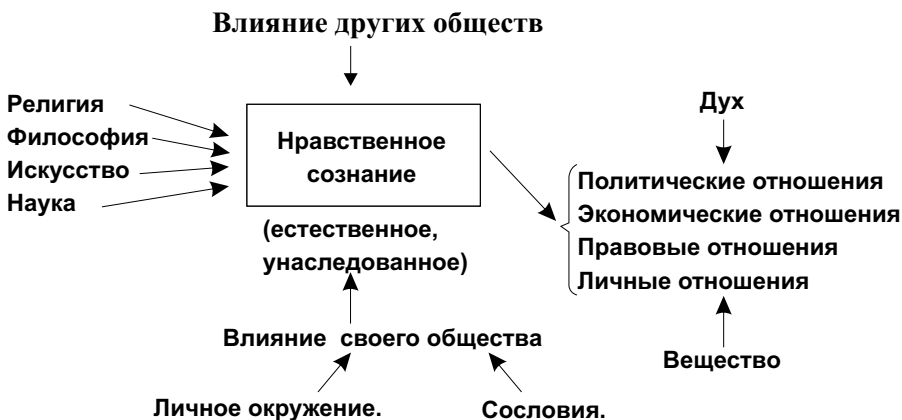 Влияние других обществ
Религия
Философия
Искусство
Наука
Нравственное
сознание
(естественное,
унаследованное)
Дух
Политические отношения
Экономические отношения
Правовые отношения
Личные отношения
Вещество
Влияние своего общества
Личное окружение.
Сословия.